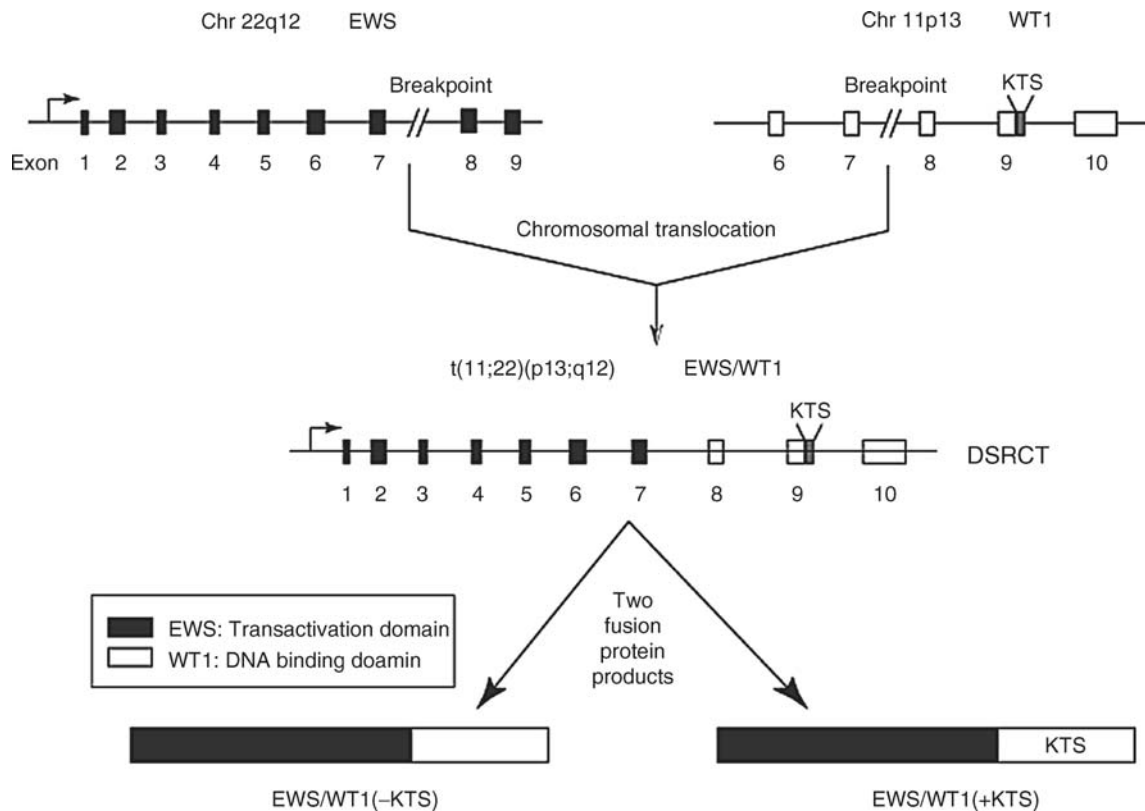 Chr 22q12 EWS
Chr 11p13 WT1
Breakpoint
Breakpoint
KTS
Exon 1 2 3 4 5 6 7 8 9
6 7 8 9 10
Chromosomal translocation
t(11;22)(p13;q12) EWS/WT1
KTS
DSRCT
1 2 3 4 5 6 7 8 9 10
EWS: Transactivation domain
WT1: DNA binding doamin
Two
fusion
protein
products
KTS
EWS/WT1(–KTS)
EWS/WT1(+KTS)